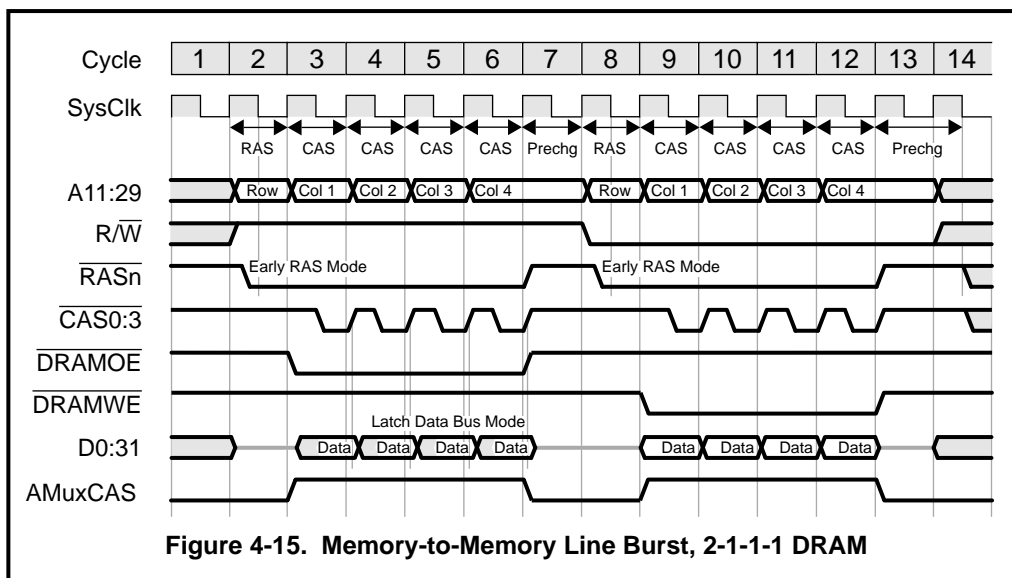 Cycle 1 2 3 4 5 6 7 8 9 10 11 12 13 14
SysClk
RAS CAS CAS CAS CAS Prechg RAS CAS CAS CAS CAS Prechg
A11:29 Row Col 1 Col 2 Col 3 Col 4 Row Col 1 Col 2 Col 3 Col 4
R/W̅
R̅A̅S̅n̅ Early RAS Mode Early RAS Mode
C̅A̅S̅0̅:̅3̅
D̅R̅A̅M̅O̅E̅
D̅R̅A̅M̅W̅E̅
Latch Data Bus Mode
D0:31 Data Data Data Data Data Data Data Data
AMuxCAS
Figure 4-15. Memory-to-Memory Line Burst, 2-1-1-1 DRAM